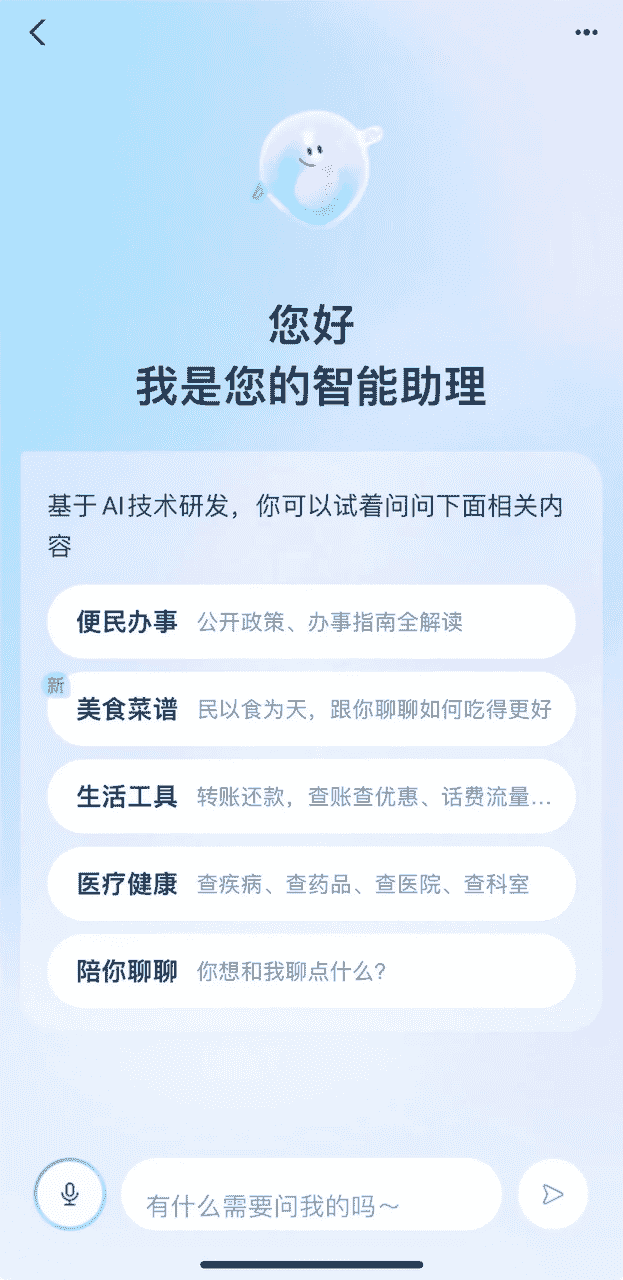 您好
我是您的智能助理
基于AI技术研发，你可以试着问问下面相关内
容
便民办事 公开政策、办事指南全解读
新
美食菜谱 民以食为天，跟你聊聊如何吃得更好
生活工具 转账还款，查账查优惠、话费流量...
医疗健康 查疾病、查药品、查医院、查科室
陪你聊聊 你想和我聊点什么？
有什么需要问我的吗～